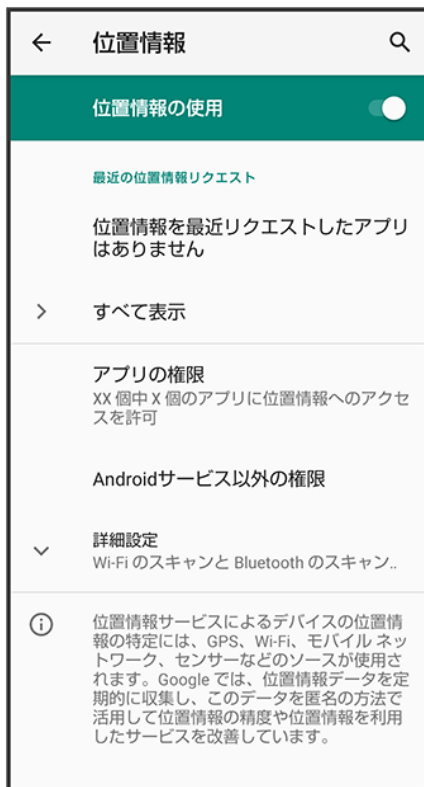 位置情報
位置情報の使用
最近の位置情報リクエスト
位置情報を最近リクエストしたアプリ
はありません
すべて表示
アプリの権限
XX 個中 X 個のアプリに位置情報へのアクセ
スを許可
Androidサービス以外の権限
詳細設定
Wi-Fi のスキャンと Bluetooth のスキャン..
位置情報サービスによるデバイスの位置情
報の特定には、GPS、Wi-Fi、モバイル ネッ
トワーク、センサーなどのソースが使用さ
れます。Google では、位置情報データを定
期的に収集し、このデータを匿名の方法で
活用して位置情報の精度や位置情報を利用
したサービスを改善しています。